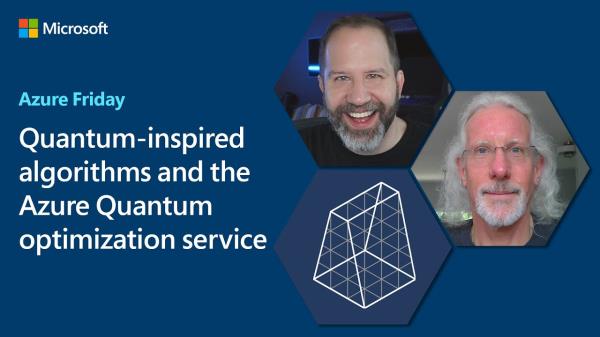 Microsoft
Azure Friday
Quantum-inspired
algorithms and the
Azure Quantum
optimization service